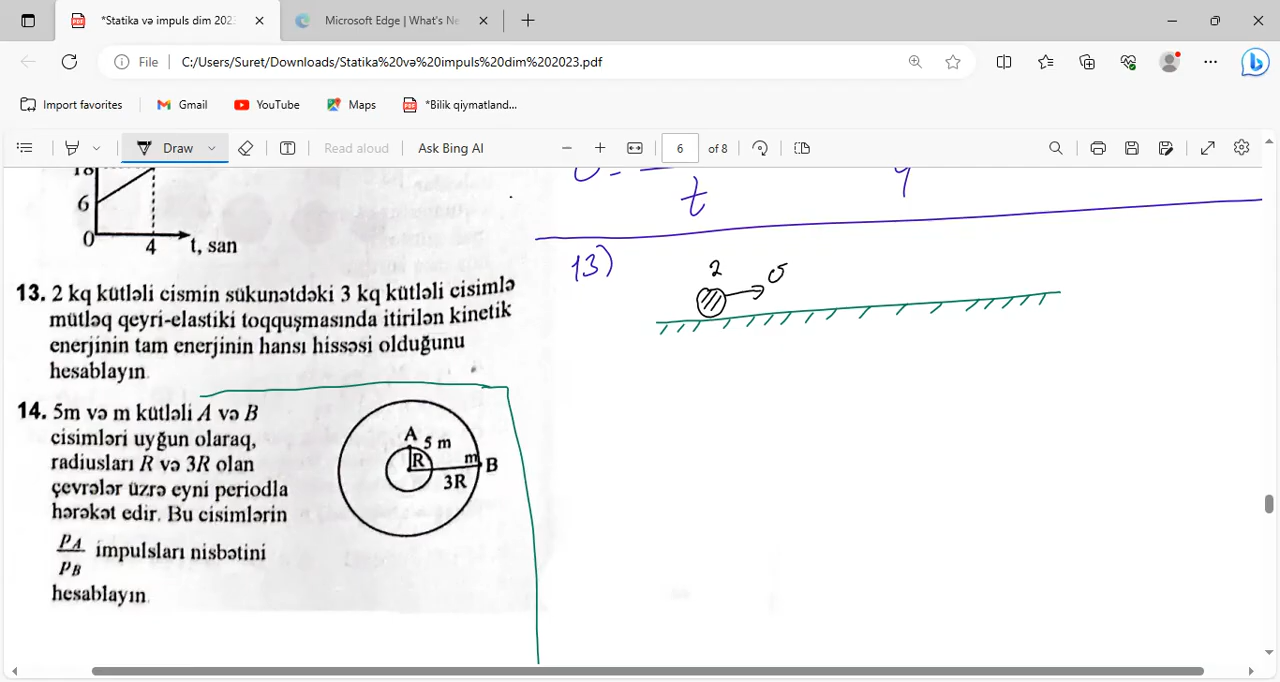 *Statika və impuls dim 202
Microsoft Edge | What's Ne
File
C:/Users/Suret/Downloads/Statika%20və%20impuls%20dim%202023.pdf
Import favorites
Gmail
YouTube
Maps
*Bilik qiymatland...
Draw
Read aloud
Ask Bing AI
6
of 8
18
6
0
4
t, san
t
13)
2
υ
13. 2 kq kütləli cismin sükunətdəki 3 kq kütləli cisimlə
mütləq qeyri-elastiki toqquşmasında itirilən kinetik
enerjinin tam enerjinin hansı hissəsi olduğunu
hesablayın.
14. 5m və m kütləli A və B
cisimləri uyğun olaraq,
radiusları R və 3R olan
çevrələr üzrə eyni periodla
hərəkət edir. Bu cisimlərin
pA
pB
impulsları nisbətini
hesablayın.
A
5 m
R
m
B
3R